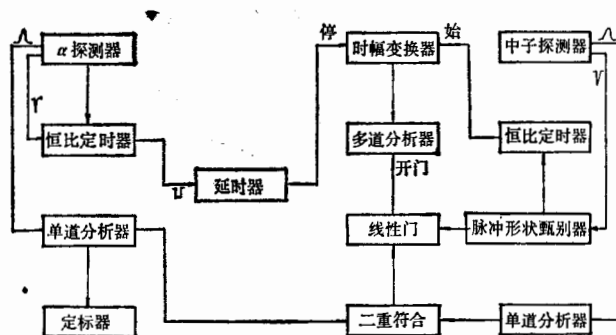 停
始
α探测器
时幅变换器
中子探测器
恒比定时器
多道分析器
恒比定时器
延时器
开门
单道分析器
线性门
脉冲形状甄别器
定标器
二重符合
单道分析器